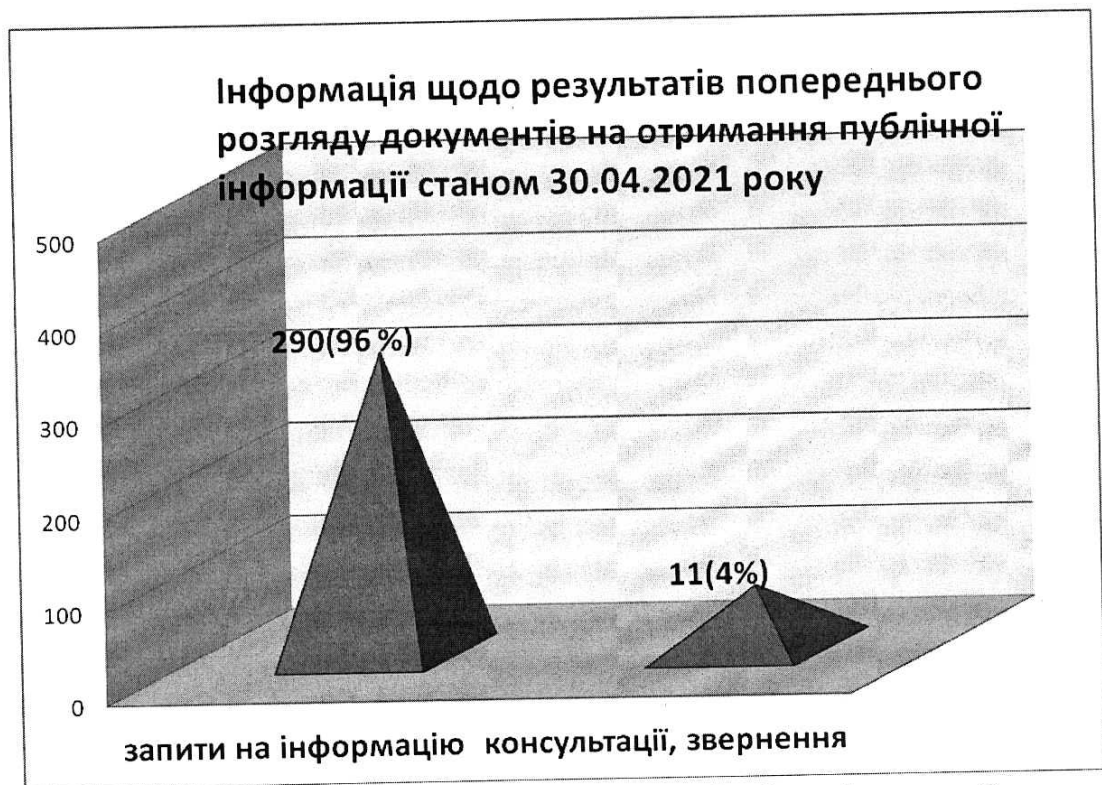 Інформація щодо результатів попереднього
розгляду документів на отримання публічної
інформації станом 30.04.2021 року
500
400
300
200
100
0
290(96 %)
11(4%)
запити на інформацію консультації, звернення